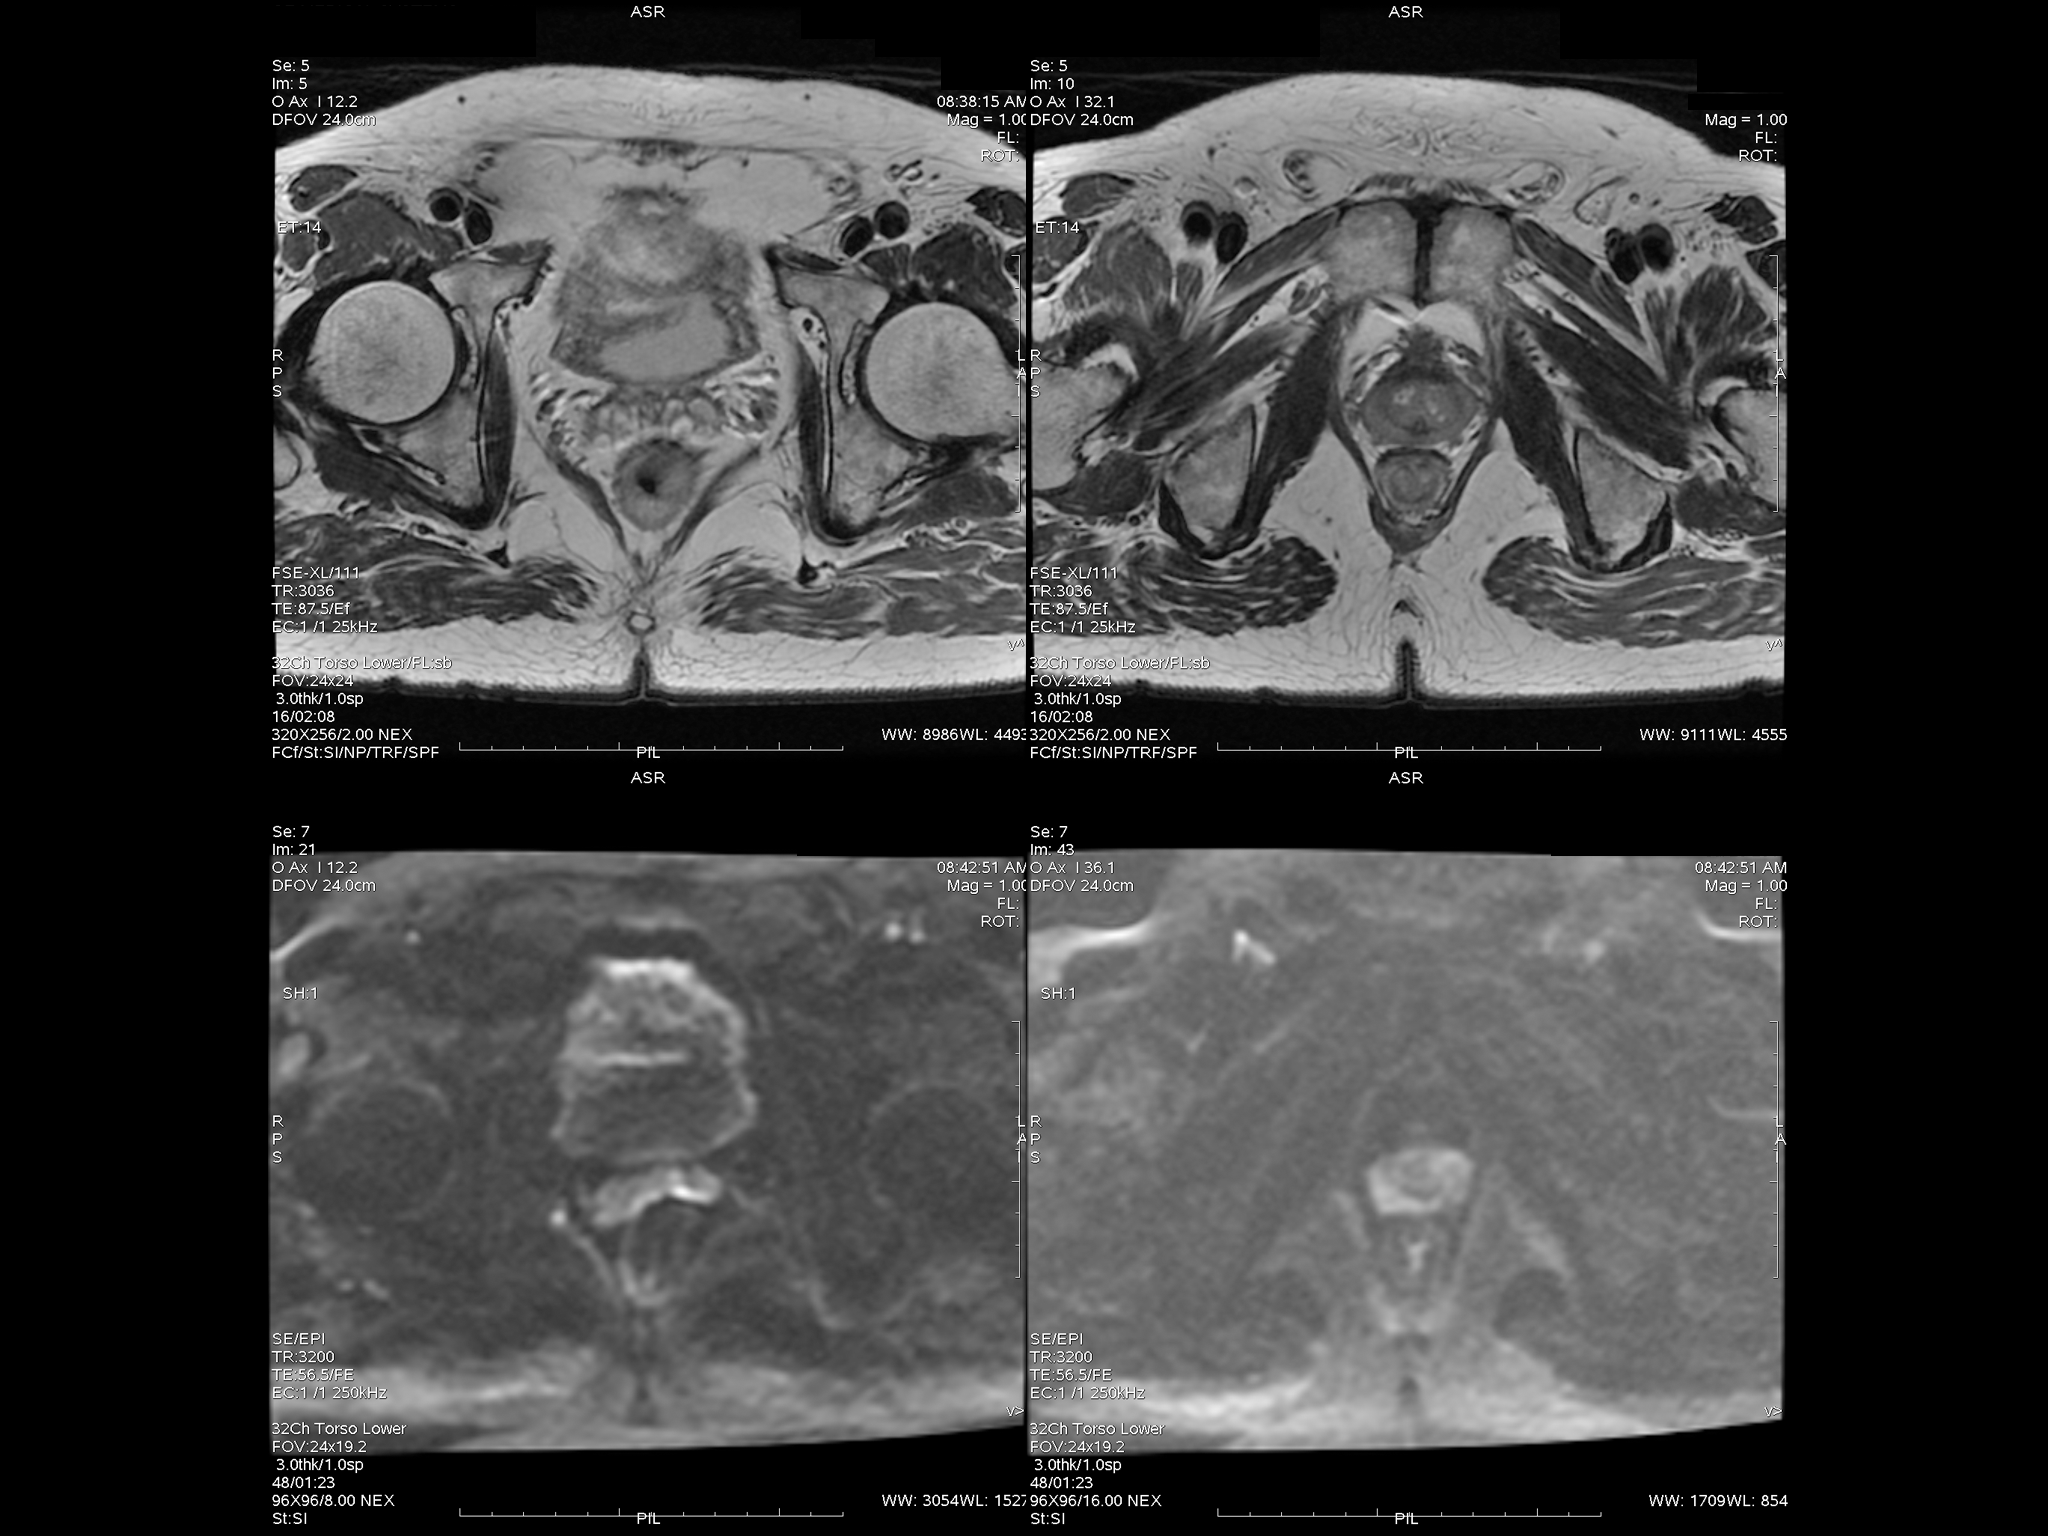 ASR
Se: 5
Im: 5
O Ax I 12.2
DFOV 24.0cm
08:38:15 AM
Mag = 1.00
FL:
ROT:
ET:14
R
P
S
L
A
I
FSE-XL/111
TR:3036
TE:87.5/Ef
EC:1 /1 25kHz
V^
32Ch Torso Lower/FL:sb
FOV:24x24
3.0thk/1.0sp
16/02:08
320X256/2.00 NEX
FCf/St:SI/NP/TRF/SPF
WW: 8986WL: 4493
PIL
ASR
Se: 5
Im: 10
O Ax I 32.1
DFOV 24.0cm
Mag = 1.00
FL:
ROT:
ET:14
R
P
S
L
A
I
FSE-XL/111
TR:3036
TE:87.5/Ef
EC:1 /1 25kHz
V^
32Ch Torso Lower/FL:sb
FOV:24x24
3.0thk/1.0sp
16/02:08
320X256/2.00 NEX
FCf/St:SI/NP/TRF/SPF
WW: 9111WL: 4555
PIL
ASR
Se: 7
Im: 21
O Ax I 12.2
DFOV 24.0cm
08:42:51 AM
Mag = 1.00
FL:
ROT:
SH:1
R
P
S
L
A
I
SE/EPI
TR:3200
TE:56.5/FE
EC:1 /1 250kHz
V>
32Ch Torso Lower
FOV:24x19.2
3.0thk/1.0sp
48/01:23
96X96/8.00 NEX
St:SI
WW: 3054WL: 1527
PIL
ASR
Se: 7
Im: 43
O Ax I 36.1
DFOV 24.0cm
08:42:51 AM
Mag = 1.00
FL:
ROT:
SH:1
R
P
S
L
A
I
SE/EPI
TR:3200
TE:56.5/FE
EC:1 /1 250kHz
V>
32Ch Torso Lower
FOV:24x19.2
3.0thk/1.0sp
48/01:23
96X96/16.00 NEX
St:SI
WW: 1709WL: 854
PIL